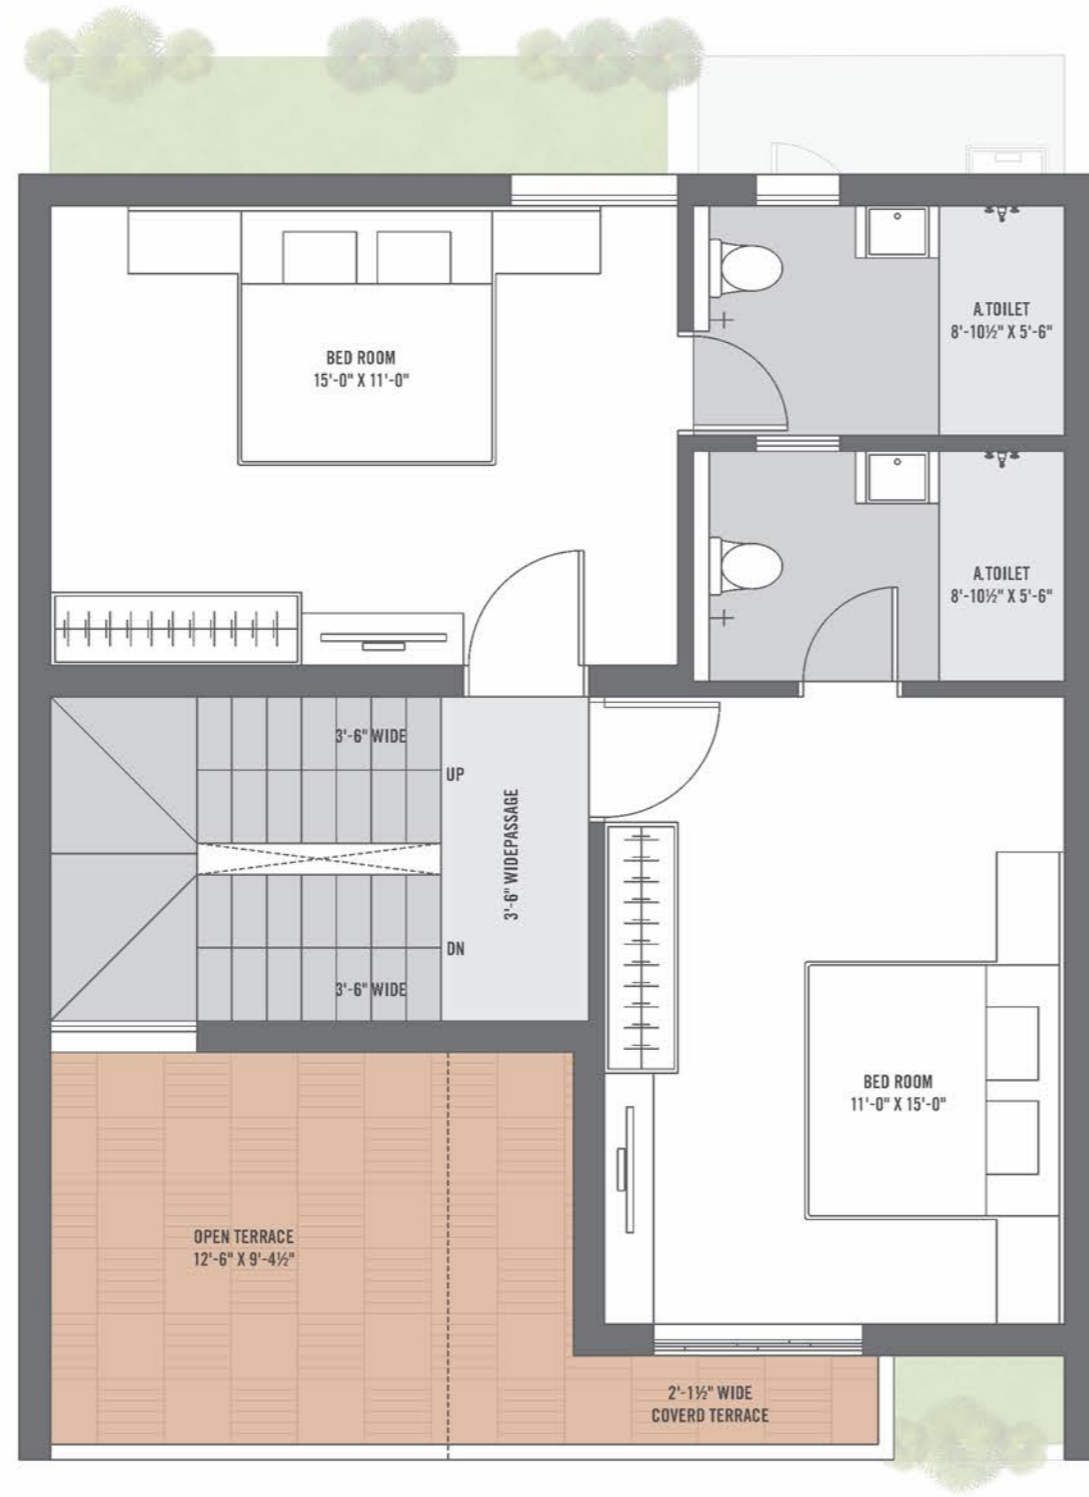 A.TOILET
8'-10½" X 5'-6"
BED ROOM
15'-0" X 11'-0"
A.TOILET
8'-10½" X 5'-6"
3'-6" WIDE
UP
3'-6" WIDEPASSAGE
DN
3'-6" WIDE
BED ROOM
11'-0" X 15'-0"
OPEN TERRACE
12'-6" X 9'-4½"
2'-1½" WIDE
COVERD TERRACE